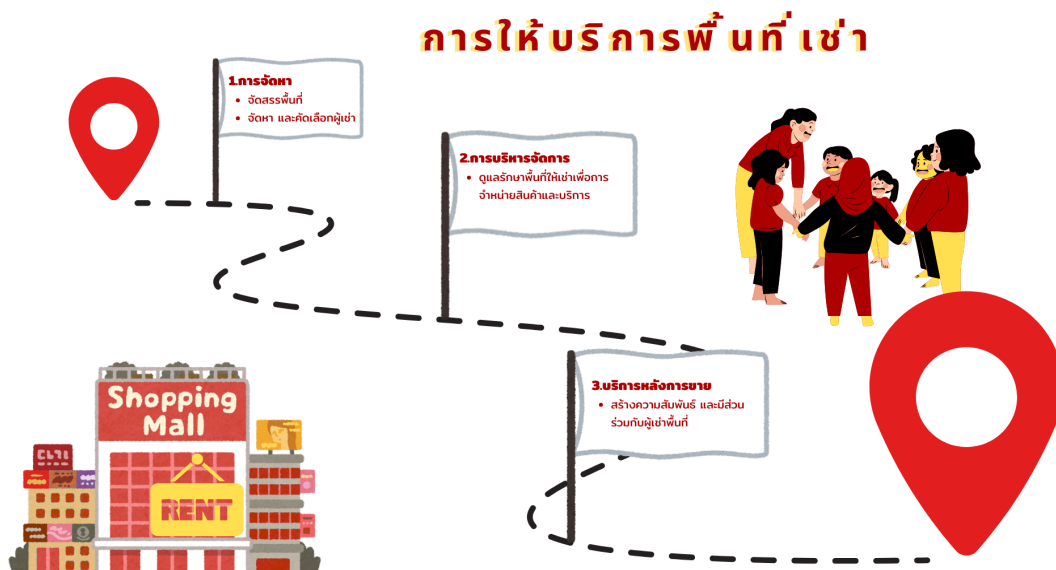 การให้บริการพื้นที่เช่า
1.การจัดหา
• จัดสรรพื้นที่
• จัดหา และคัดเลือกผู้เช่า
2.การบริหารจัดการ
• ดูแลรักษาพื้นที่ให้เช่าเพื่อการ
จำหน่ายสินค้าและบริการ
3.บริการหลังการขาย
• สร้างความสัมพันธ์ และมีส่วน
ร่วมกับผู้เช่าพื้นที่
Shopping
Mall
RENT